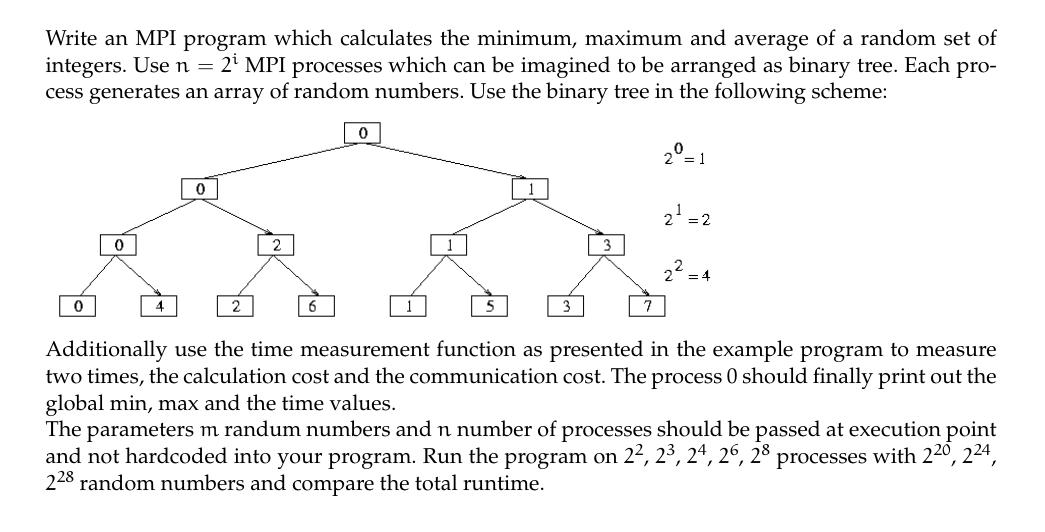 Write an MPI program which calculates the minimum, maximum and average of a random set of
integers. Use n = 2^i MPI processes which can be imagined to be arranged as binary tree. Each pro-
cess generates an array of random numbers. Use the binary tree in the following scheme:
0
2^0 = 1
0 1
2^1 = 2
0 2 1 3
2^2 = 4
0 4 2 6 1 5 3 7
Additionally use the time measurement function as presented in the example program to measure
two times, the calculation cost and the communication cost. The process 0 should finally print out the
global min, max and the time values.
The parameters m randum numbers and n number of processes should be passed at execution point
and not hardcoded into your program. Run the program on 2^2, 2^3, 2^4, 2^6, 2^8 processes with 2^20, 2^24,
2^28 random numbers and compare the total runtime.